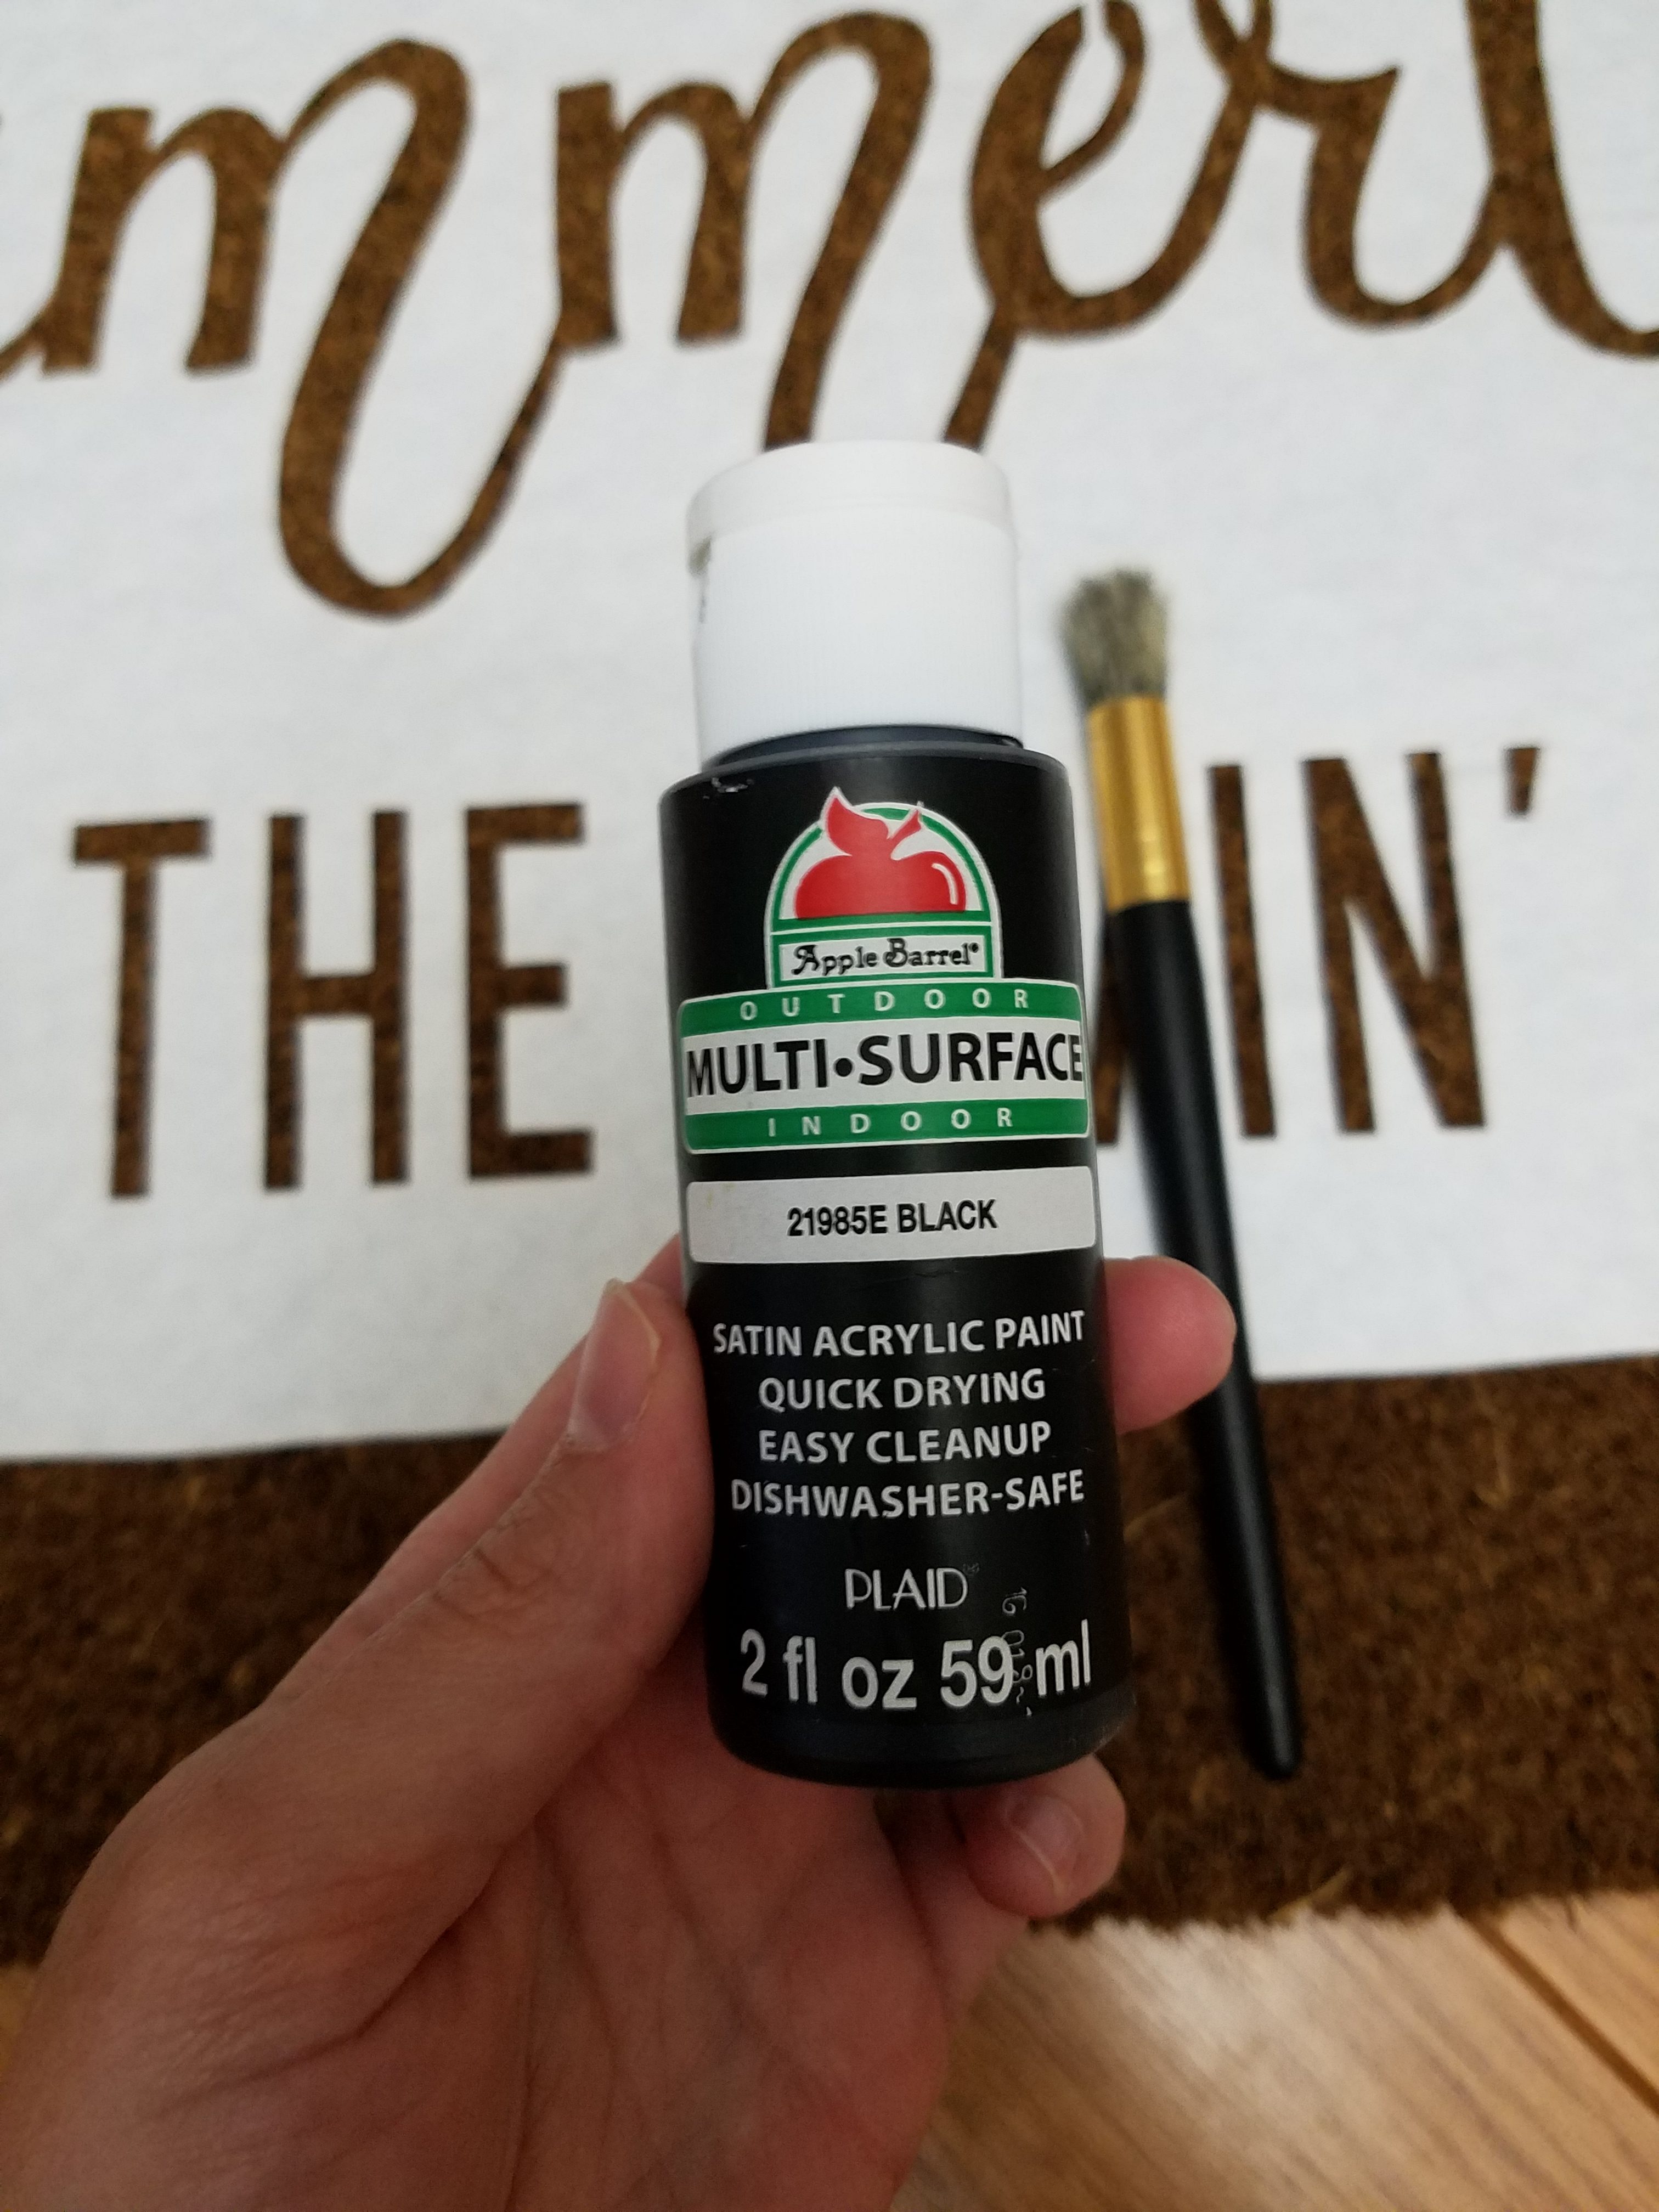 ummert
THE IN'
Apple Barrel®
OUTDOOR
MULTI•SURFACE
INDOOR
21985E BLACK
SATIN ACRYLIC PAINT
QUICK DRYING
EASY CLEANUP
DISHWASHER-SAFE
PLAID
2 fl oz 59 ml